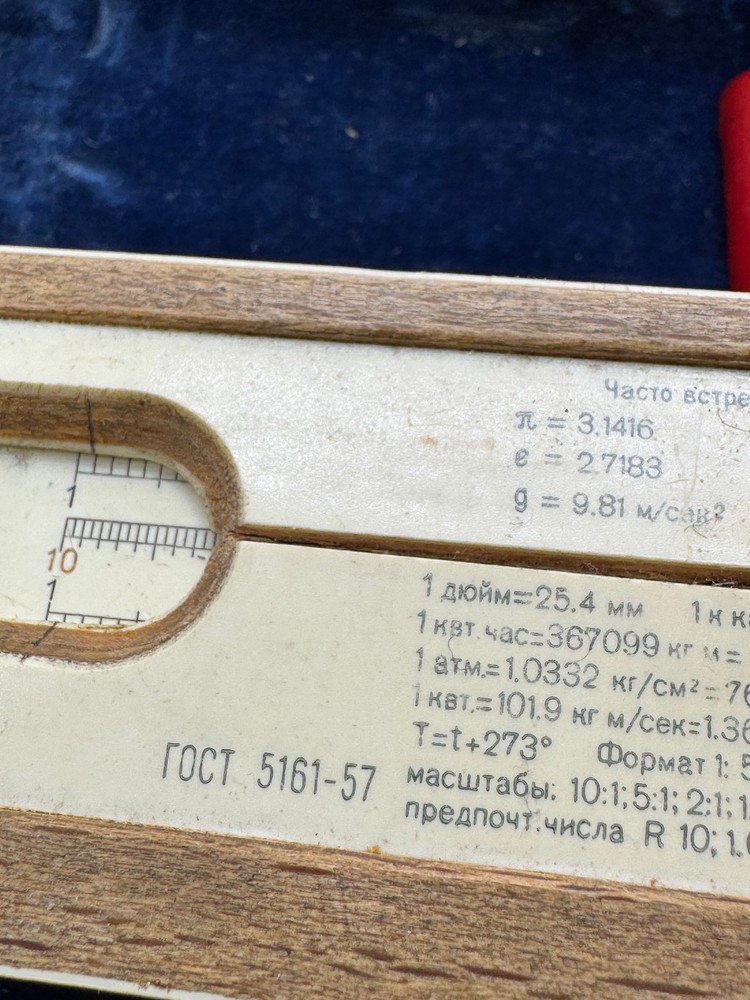 Часто встре
π = 3.1416
e = 2.7183
g = 9.81 м/сек²
1
10
1
1 дюйм=25.4 мм 1 к к
1 квт.час=367099 кг м=
1 атм.=1.0332 кг/см²=76
1 квт.=101.9 кг м/сек=1.36
T=t+273° Формат 1: 5
масштабы: 10:1; 5:1; 2:1; 1
предпочт.числа R 10; 1.0
ГОСТ 5161-57